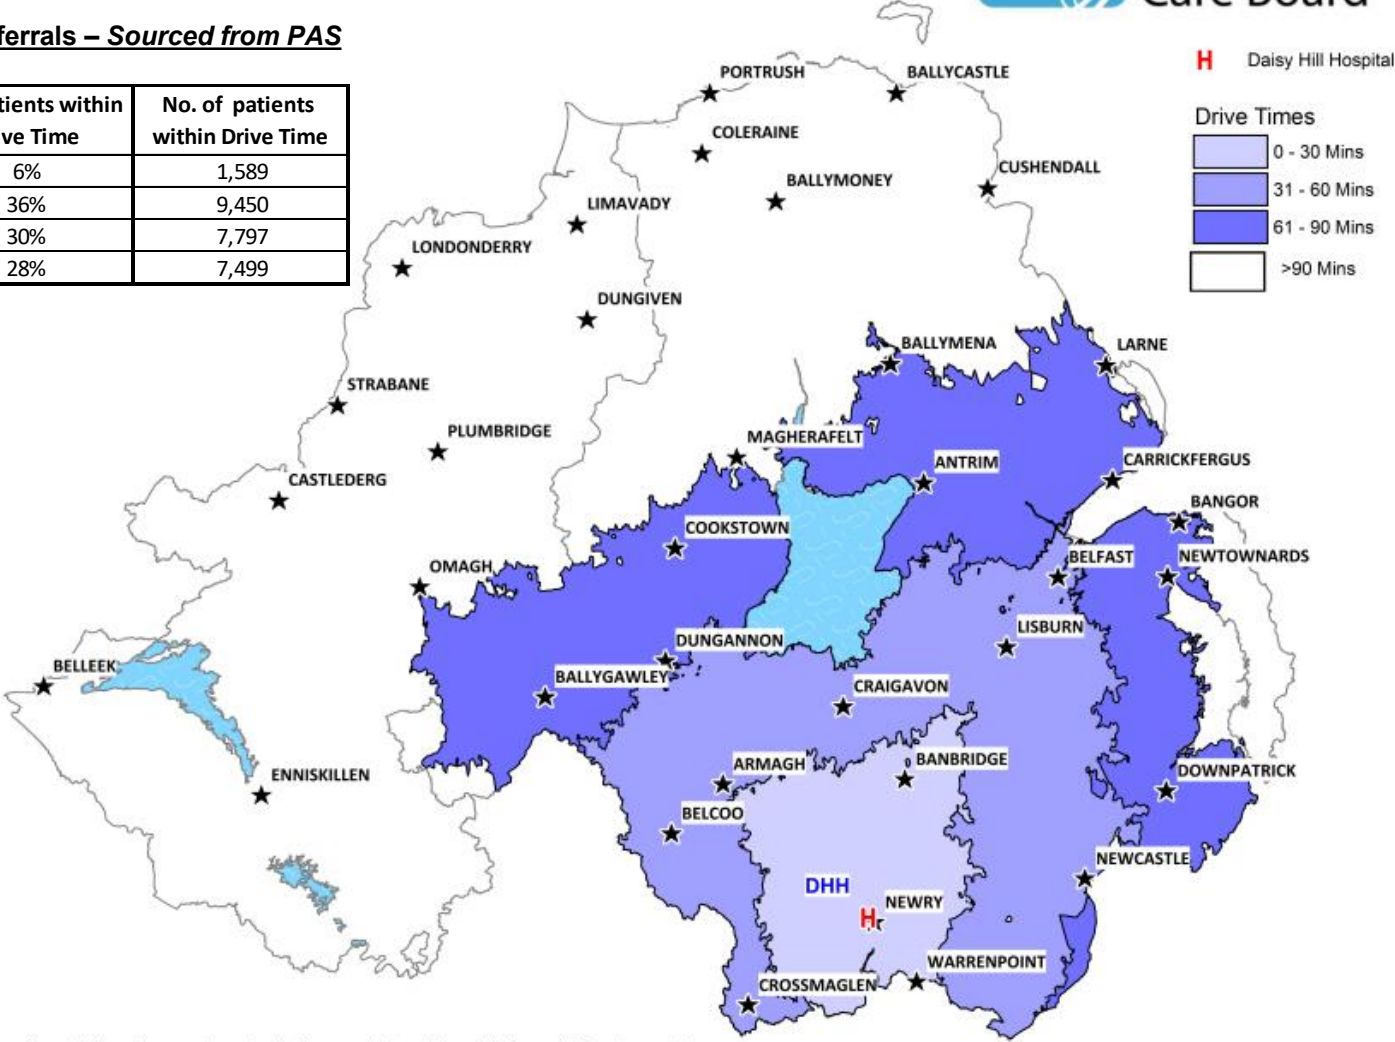 ferrals – Sourced from PAS
Care Board
tients within
ve Time
No. of patients
within Drive Time
6%
1,589
36%
9,450
30%
7,797
28%
7,499
H Daisy Hill Hospital
Drive Times
0 - 30 Mins
31 - 60 Mins
61 - 90 Mins
>90 Mins
PORTRUSH
BALLYCASTLE
COLERAINE
CUSHENDALL
BALLYMONEY
LIMAVADY
LONDONDERRY
DUNGIVEN
BALLYMENA
LARNE
STRABANE
PLUMBRIDGE
MAGHERAFELT
CASTLEDERG
ANTRIM
CARRICKFERGUS
BANGOR
COOKSTOWN
BELFAST
NEWTOWNARDS
OMAGH
LISBURN
DUNGANNON
BELLEEK
BALLYGAWLEY
CRAIGAVON
ENNISKILLEN
ARMAGH
BANBRIDGE
DOWNPATRICK
BELCOO
NEWCASTLE
DHH
NEWRY
H
WARRENPOINT
CROSSMAGLEN